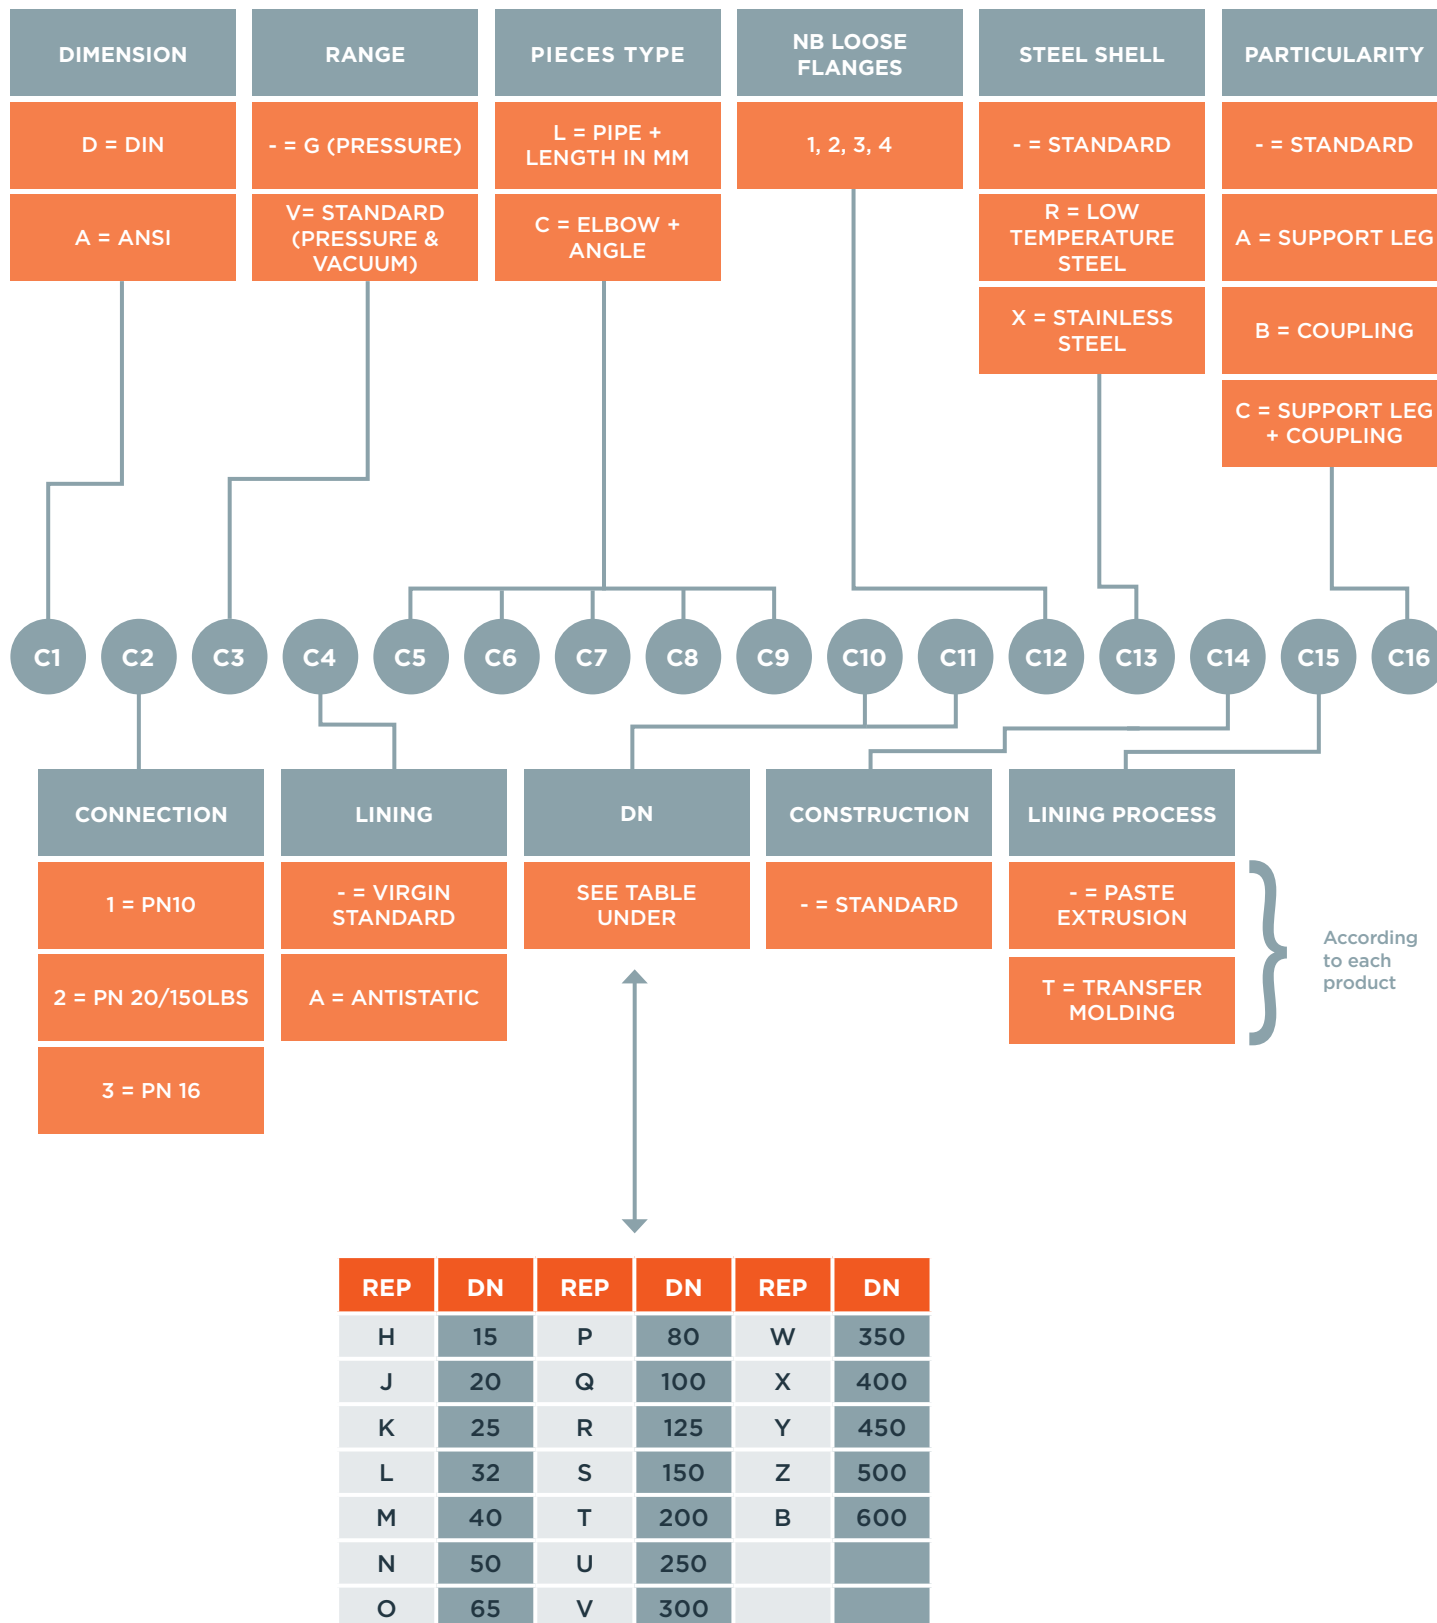 DIMENSION
D = DIN
A = ANSI
RANGE
- = G (PRESSURE)
V= STANDARD
(PRESSURE &
VACUUM)
PIECES TYPE
L = PIPE +
LENGTH IN MM
C = ELBOW +
ANGLE
NB LOOSE
FLANGES
1, 2, 3, 4
STEEL SHELL
- = STANDARD
R = LOW
TEMPERATURE
STEEL
X = STAINLESS
STEEL
PARTICULARITY
- = STANDARD
A = SUPPORT LEG
B = COUPLING
C = SUPPORT LEG
+ COUPLING
C1 C2 C3 C4 C5 C6 C7 C8 C9 C10 C11 C12 C13 C14 C15 C16
CONNECTION
1 = PN10
2 = PN 20/150LBS
3 = PN 16
LINING
- = VIRGIN
STANDARD
A = ANTISTATIC
DN
SEE TABLE
UNDER
CONSTRUCTION
- = STANDARD
LINING PROCESS
- = PASTE
EXTRUSION
T = TRANSFER
MOLDING
According
to each
product
REP DN REP DN REP DN
H 15 P 80 W 350
J 20 Q 100 X 400
K 25 R 125 Y 450
L 32 S 150 Z 500
M 40 T 200 B 600
N 50 U 250
O 65 V 300